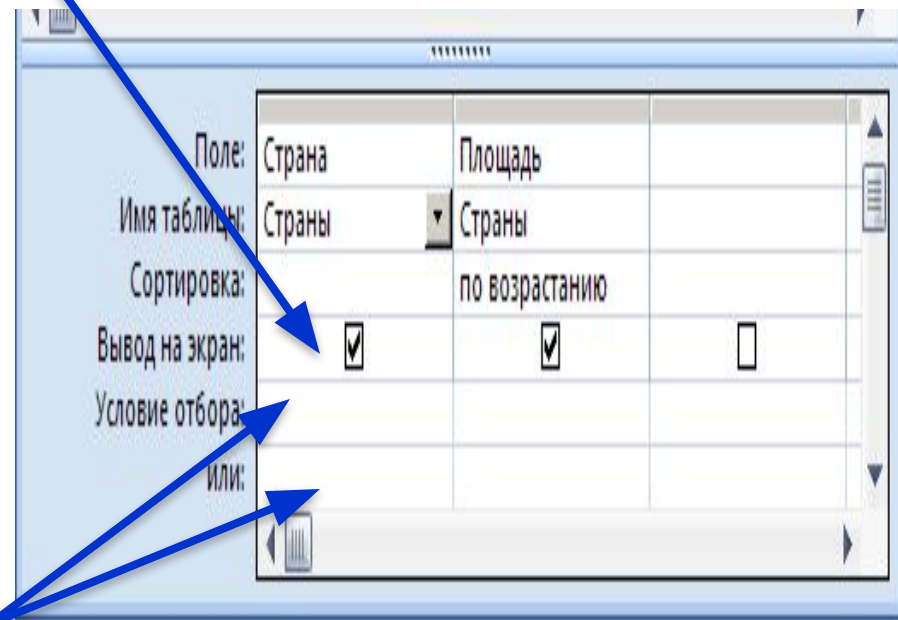 Поле: Страна Площадь
Имя таблицы: Страны Страны
Сортировка: по возрастанию
Вывод на экран:
Условие отбора:
или: